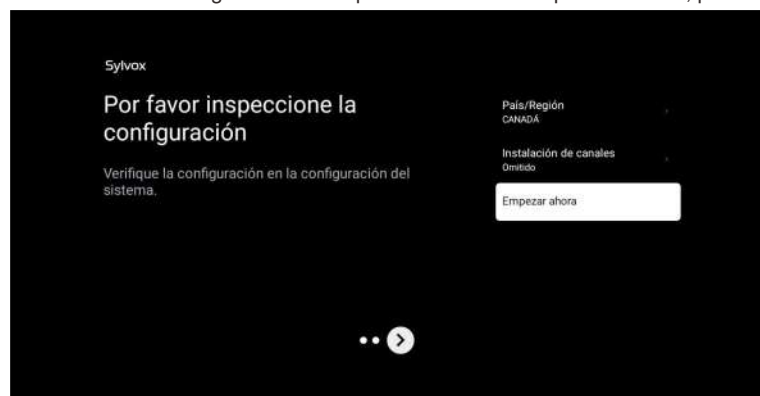 Sylvox
Por favor inspeccione la
configuración
Verifique la configuración en la configuración del
sistema.
País/Región
CANADÁ
Instalación de canales
Omitido
Empezar ahora